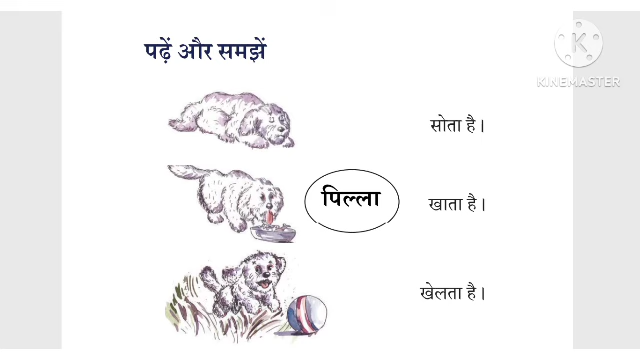 पढ़ें और समझें
K
KINEMASTER
सोता है।
पिल्ला
खाता है।
खेलता है।